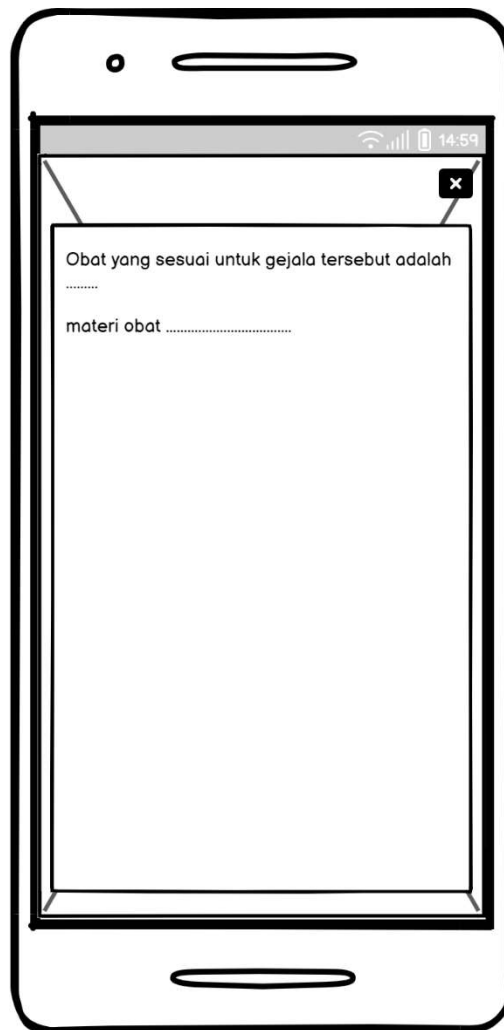 14:59
Obat yang sesuai untuk gejala tersebut adalah
.........
materi obat ...................................